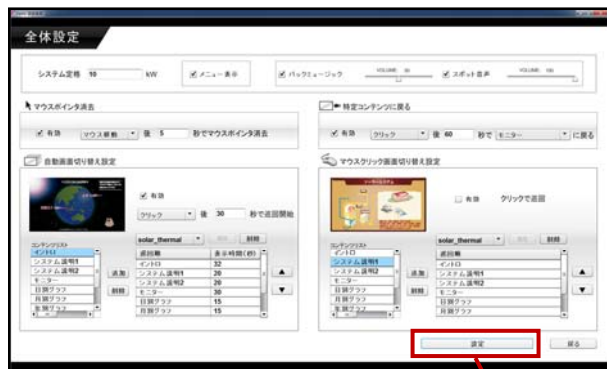 全体設定
システム定格 10 kW
メニュー表示
バックミュージック
VOLUME:
スポット音声
VOLUME: 100
マウスポインタ消去
有効 マウス移動 後 5 秒でマウスポインタ消去
特定コンテンツに戻る
有効 クリック 後 60 秒で モニター に戻る
自動画面切り替え設定
有効
クリック 後 30 秒で巡回開始
solar_thermal
削除
コンテンツリスト
イントロ
システム説明1
システム説明2
モニター
日別グラフ
月別グラフ
年別グラフ
追加
削除
巡回順 表示時間(秒)
イントロ 32
システム説明1 20
システム説明2 20
モニター 30
日別グラフ 15
月別グラフ 15
▲
▼
マウスクリック画面切り替え設定
有効 クリックで巡回
solar_thermal
削除
コンテンツリスト
イントロ
システム説明1
システム説明2
モニター
日別グラフ
月別グラフ
年別グラフ
追加
削除
巡回順
イントロ
システム説明1
システム説明2
モニター
日別グラフ
月別グラフ
▲
▼
設定
戻る